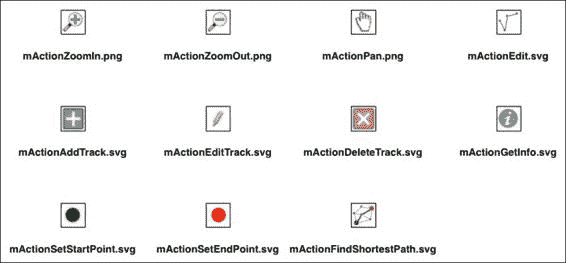 mActionZoomIn.png mActionZoomOut.png mActionPan.png mActionEdit.svg
mActionAddTrack.svg mActionEditTrack.svg mActionDeleteTrack.svg mActionGetInfo.svg
mActionSetStartPoint.svg mActionSetEndPoint.svg mActionFindShortestPath.svg